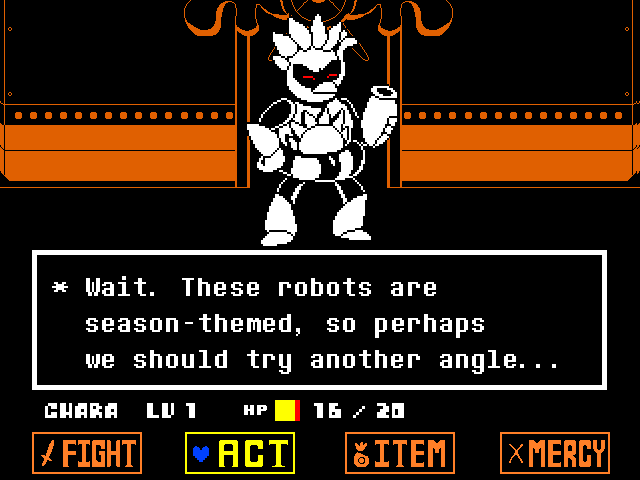 * Wait. These robots are
season-themed, so perhaps
we should try another angle...
CHARA LV 1 HP 16 / 20
FIGHT ACT ITEM MERCY